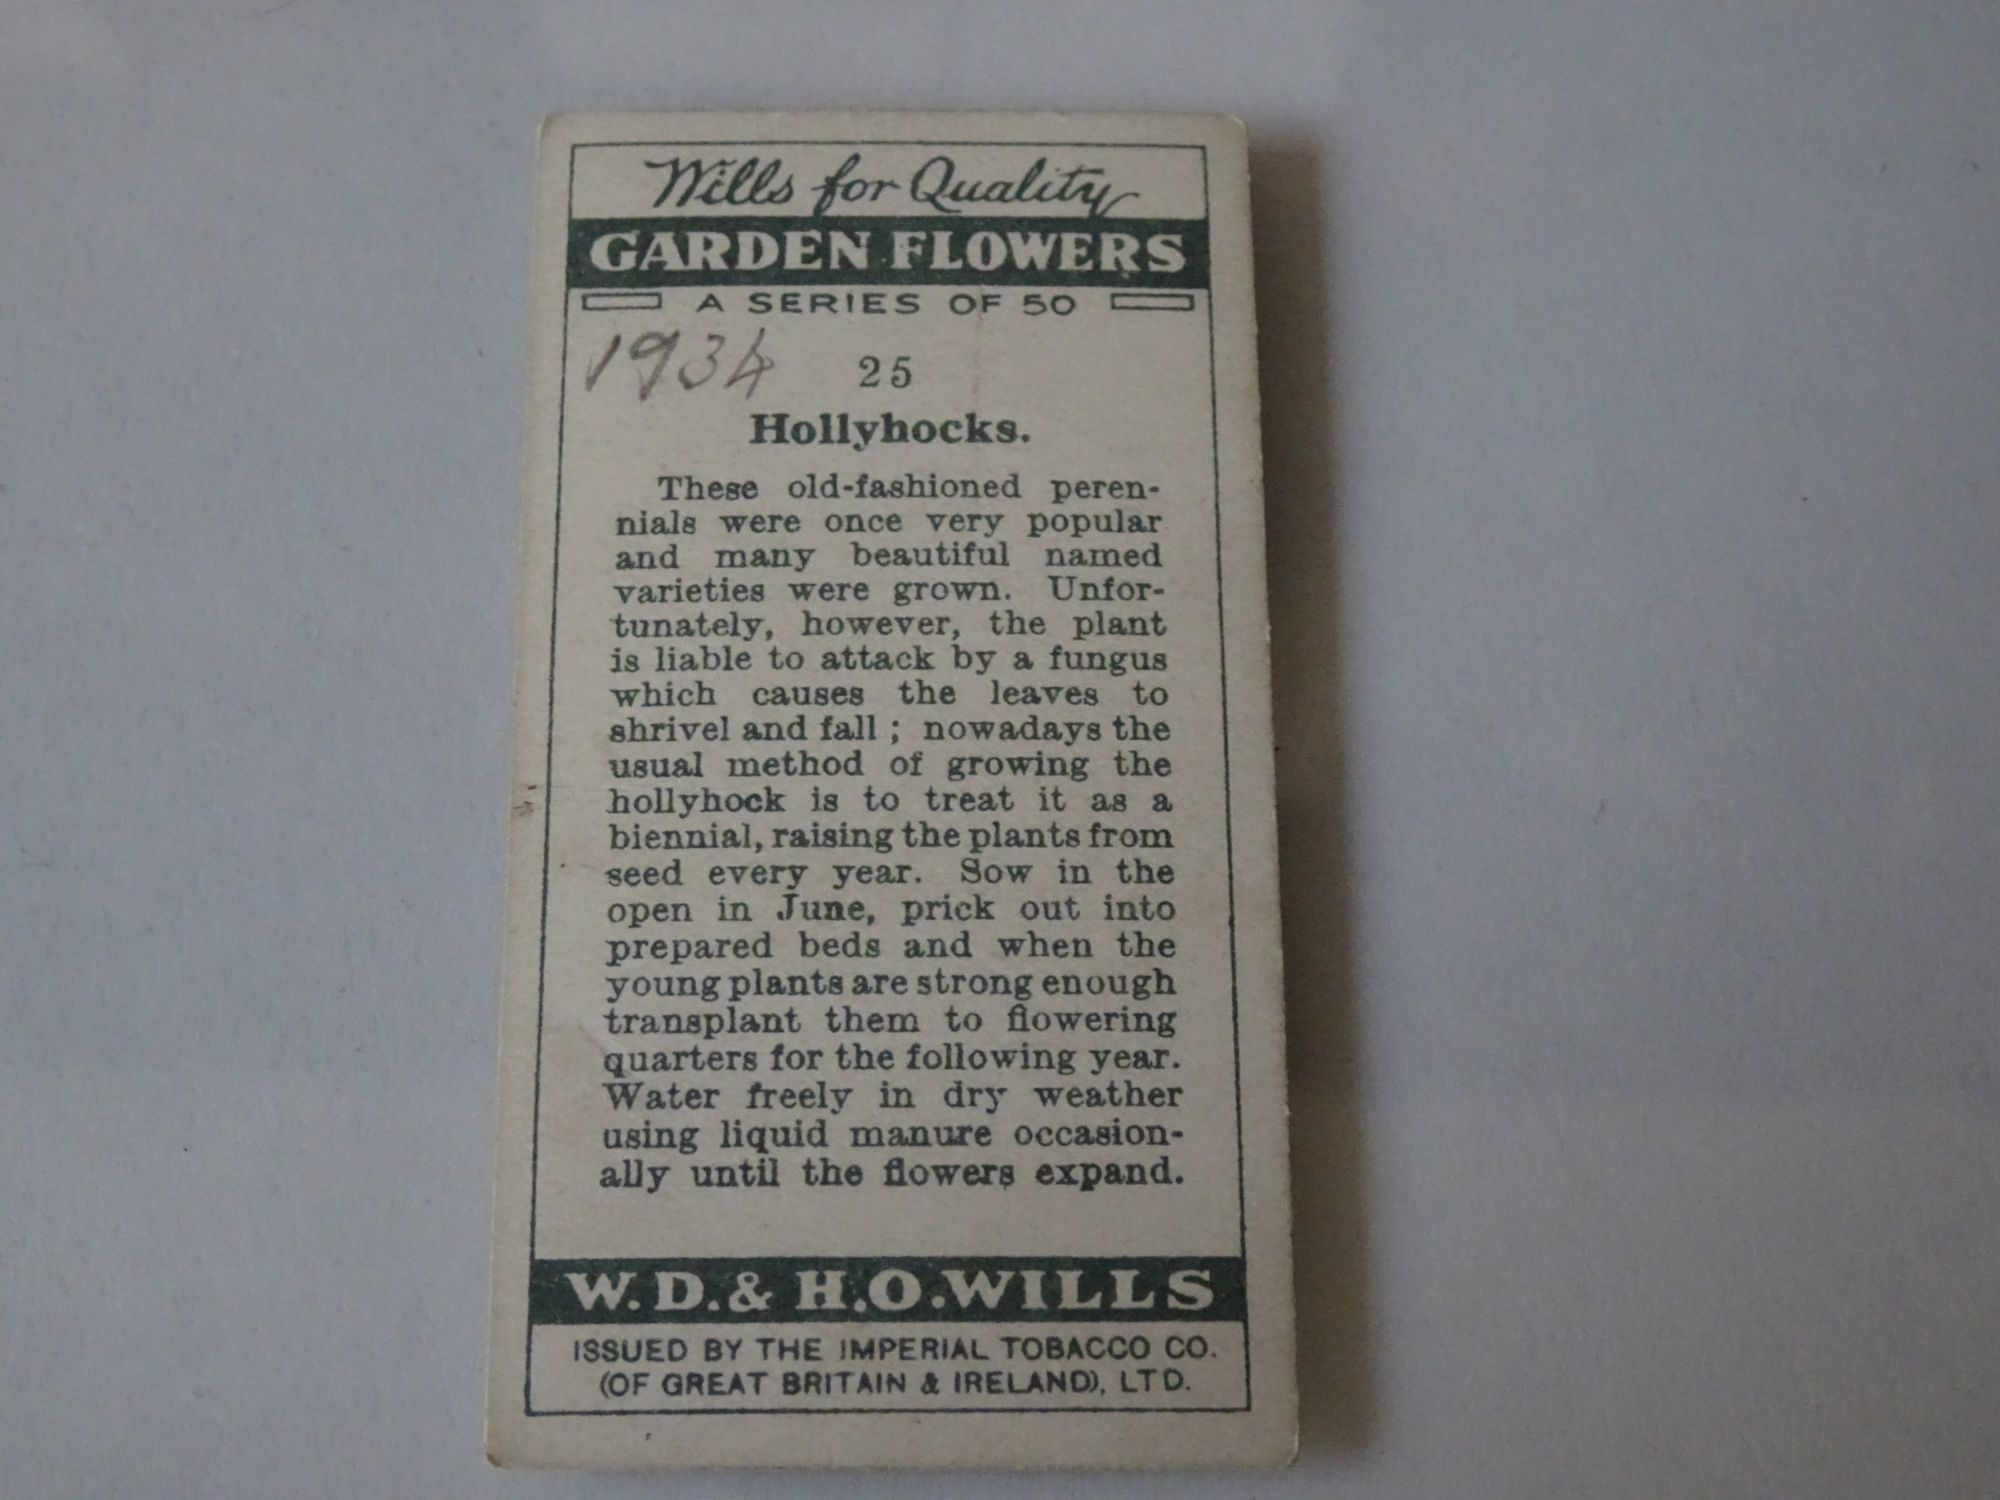 Wills for Quality
GARDEN FLOWERS
A SERIES OF 50
1934
25
Hollyhocks.
These old-fashioned peren-
nials were once very popular
and many beautiful named
varieties were grown. Unfor-
tunately, however, the plant
is liable to attack by a fungus
which causes the leaves to
shrivel and fall ; nowadays the
usual method of growing the
hollyhock is to treat it as a
biennial, raising the plants from
seed every year. Sow in the
open in June, prick out into
prepared beds and when the
young plants are strong enough
transplant them to flowering
quarters for the following year.
Water freely in dry weather
using liquid manure occasion-
ally until the flowers expand.
W.D.& H.O.WILLS
ISSUED BY THE IMPERIAL TOBACCO CO.
(OF GREAT BRITAIN & IRELAND), LTD.